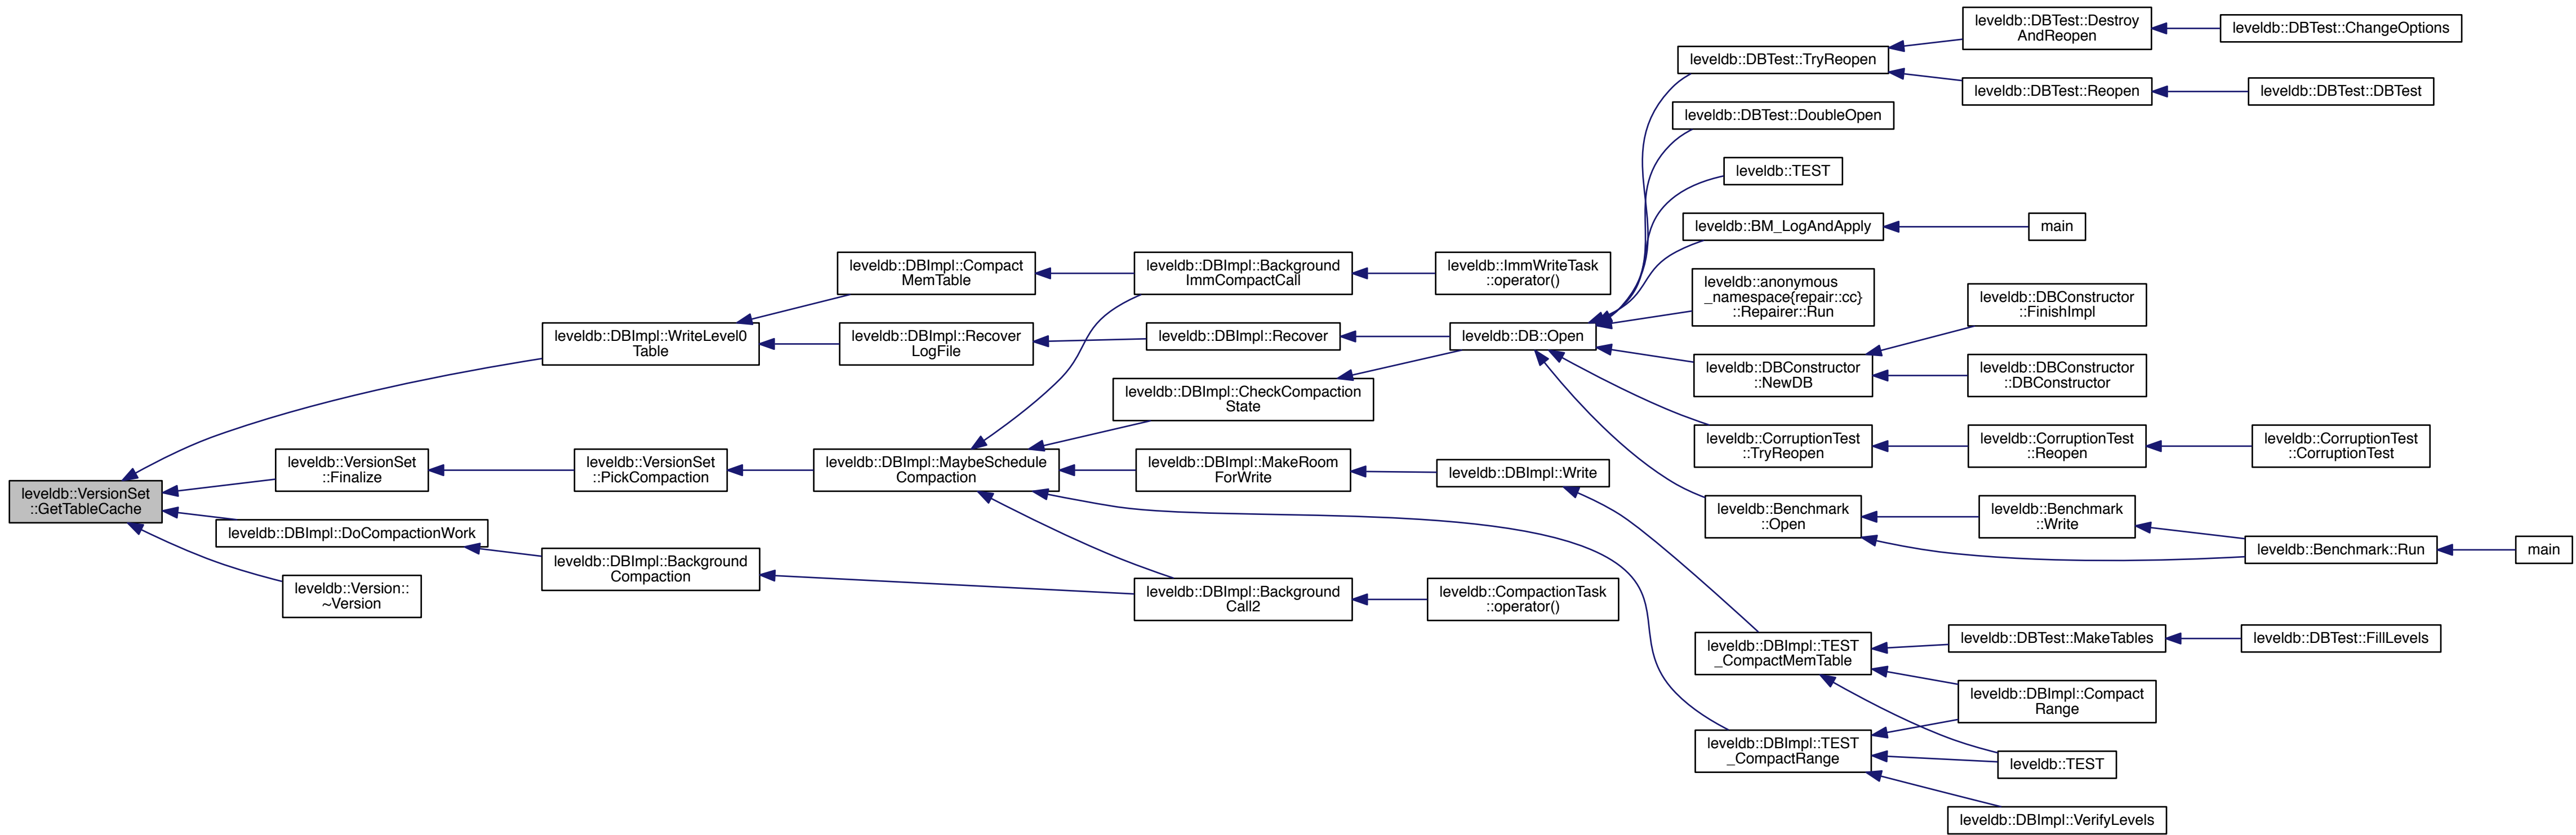 leveldb::VersionSet
::GetTableCache
leveldb::DBImpl::WriteLevel0
Table
leveldb::VersionSet
::Finalize
leveldb::DBImpl::DoCompactionWork
leveldb::Version::
~Version
leveldb::DBImpl::Compact
MemTable
leveldb::DBImpl::Recover
LogFile
leveldb::VersionSet
::PickCompaction
leveldb::DBImpl::Background
Compaction
leveldb::DBImpl::MaybeSchedule
Compaction
leveldb::DBImpl::Background
ImmCompactCall
leveldb::DBImpl::Recover
leveldb::DBImpl::CheckCompaction
State
leveldb::DBImpl::MakeRoom
ForWrite
leveldb::DBImpl::Background
Call2
leveldb::ImmWriteTask
::operator()
leveldb::DB::Open
leveldb::DBImpl::Write
leveldb::CompactionTask
::operator()
leveldb::DBTest::TryReopen
leveldb::DBTest::DoubleOpen
leveldb::TEST
leveldb::BM_LogAndApply
leveldb::anonymous
_namespace{repair::cc}
::Repairer::Run
leveldb::DBConstructor
::NewDB
leveldb::CorruptionTest
::TryReopen
leveldb::Benchmark
::Open
leveldb::DBImpl::TEST
_CompactMemTable
leveldb::DBImpl::TEST
_CompactRange
leveldb::DBTest::Destroy
AndReopen
leveldb::DBTest::Reopen
main
leveldb::DBConstructor
::FinishImpl
leveldb::DBConstructor
::DBConstructor
leveldb::CorruptionTest
::Reopen
leveldb::Benchmark
::Write
leveldb::DBTest::MakeTables
leveldb::DBImpl::Compact
Range
leveldb::TEST
leveldb::DBImpl::VerifyLevels
leveldb::DBTest::ChangeOptions
leveldb::DBTest::DBTest
leveldb::CorruptionTest
::CorruptionTest
leveldb::Benchmark::Run
leveldb::DBTest::FillLevels
main